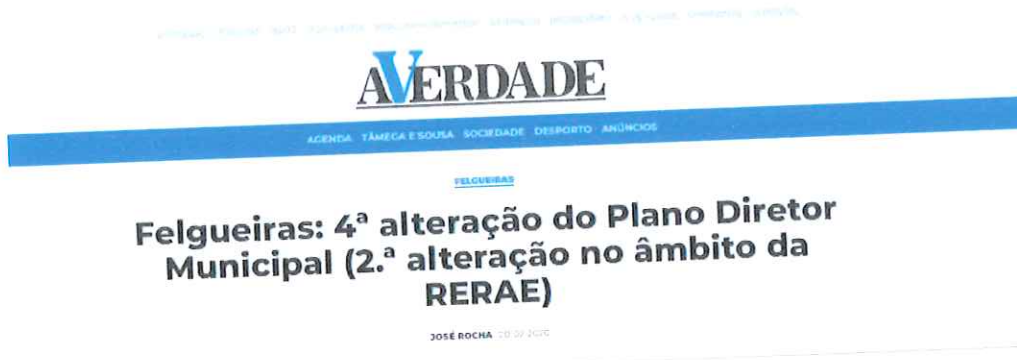 AVERDADE
AGENDA TÂMEGA E SOUSA SOCIEDADE DESPORTO ANÚNCIOS
FELGUEIRAS
Felgueiras: 4ª alteração do Plano Diretor
Municipal (2.ª alteração no âmbito da
RERAE)
JOSÉ ROCHA